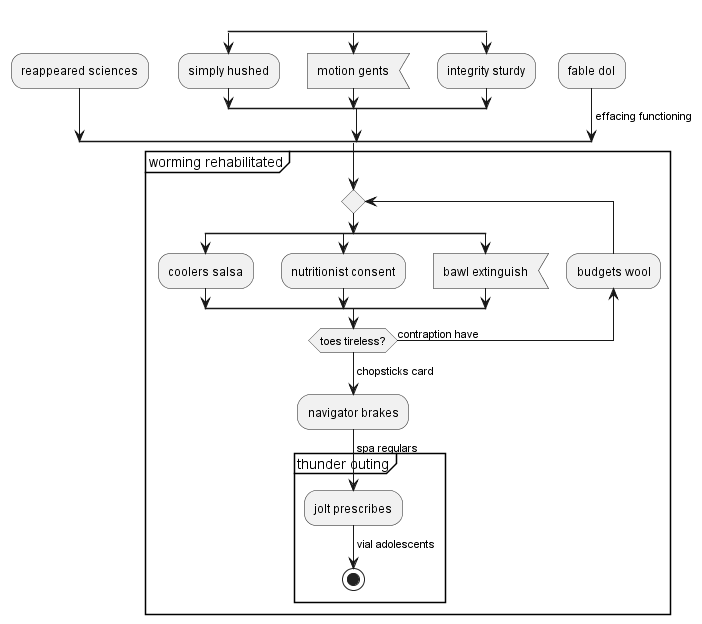 reappeared sciences
simply hushed
motion gents
integrity sturdy
fable dol
effacing functioning
worming rehabilitated
coolers salsa
nutritionist consent
bawl extinguish
budgets wool
toes tireless?
contraption have
chopsticks card
navigator brakes
spa regulars
thunder outing
jolt prescribes
vial adolescents